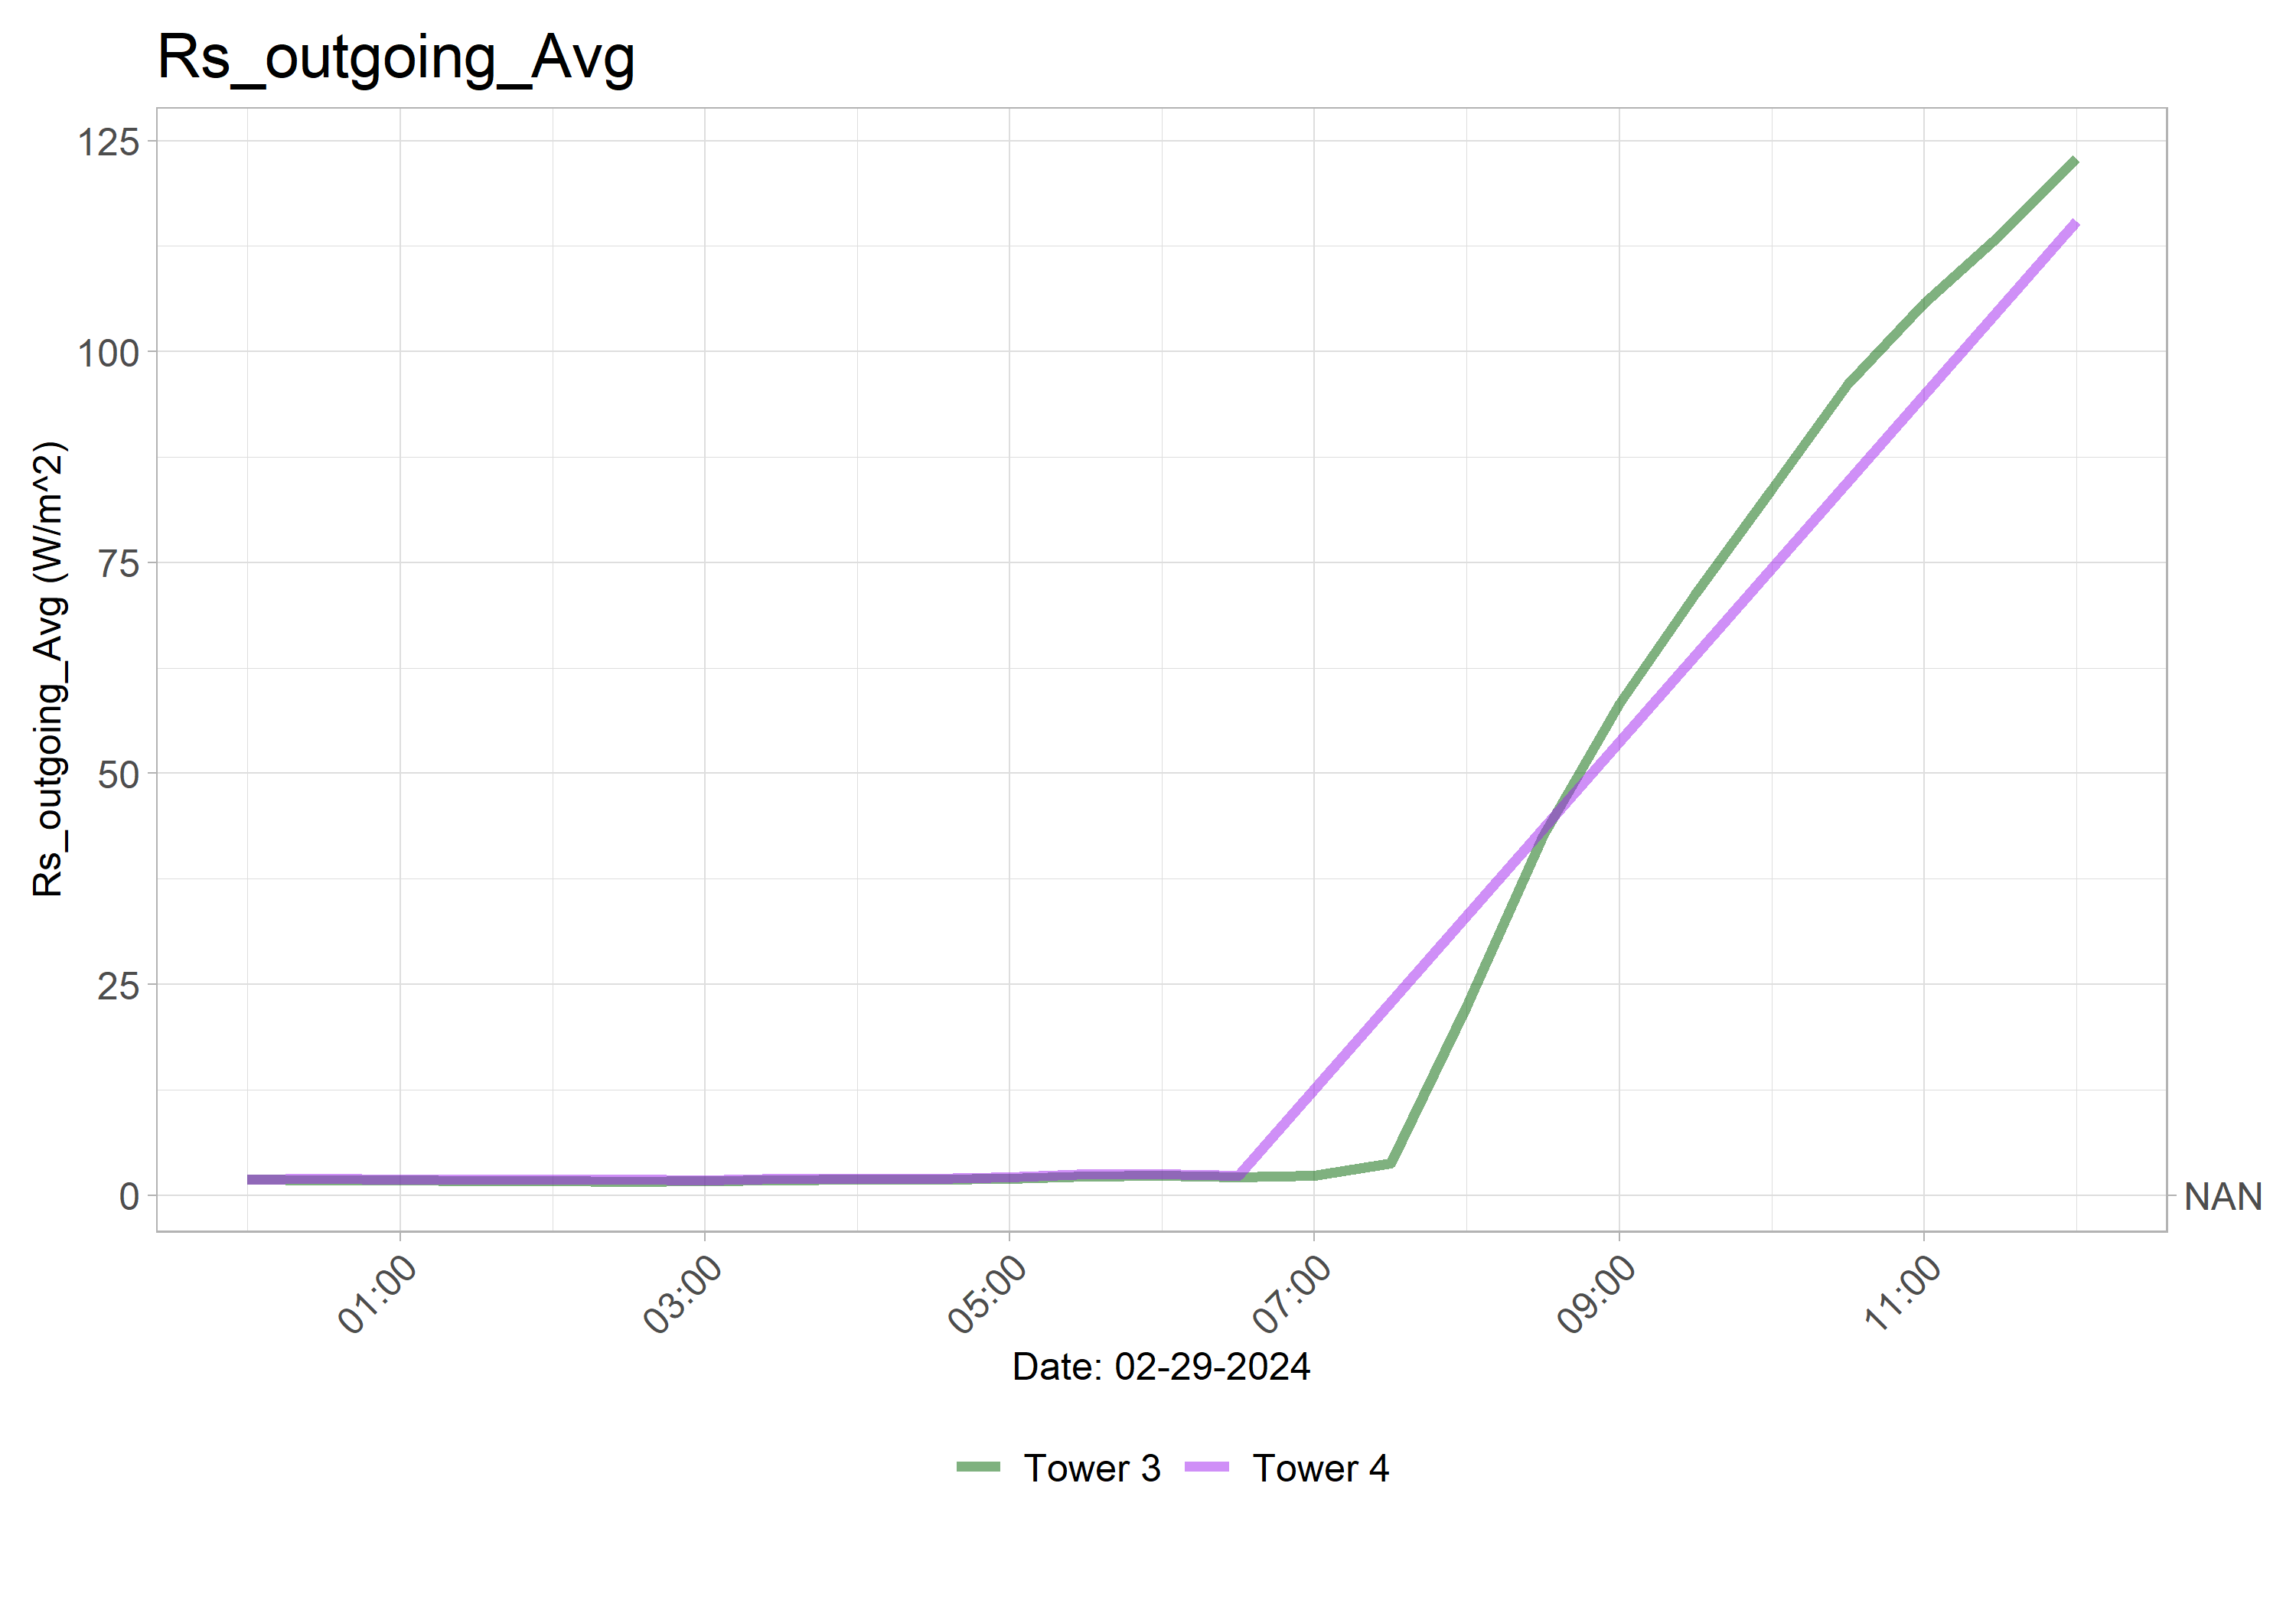 Rs_outgoing_Avg
Rs_outgoing_Avg (W/m^2)
125
100
75
50
25
0
NAN
01:00
03:00
05:00
07:00
09:00
11:00
Date: 02-29-2024
Tower 3
Tower 4